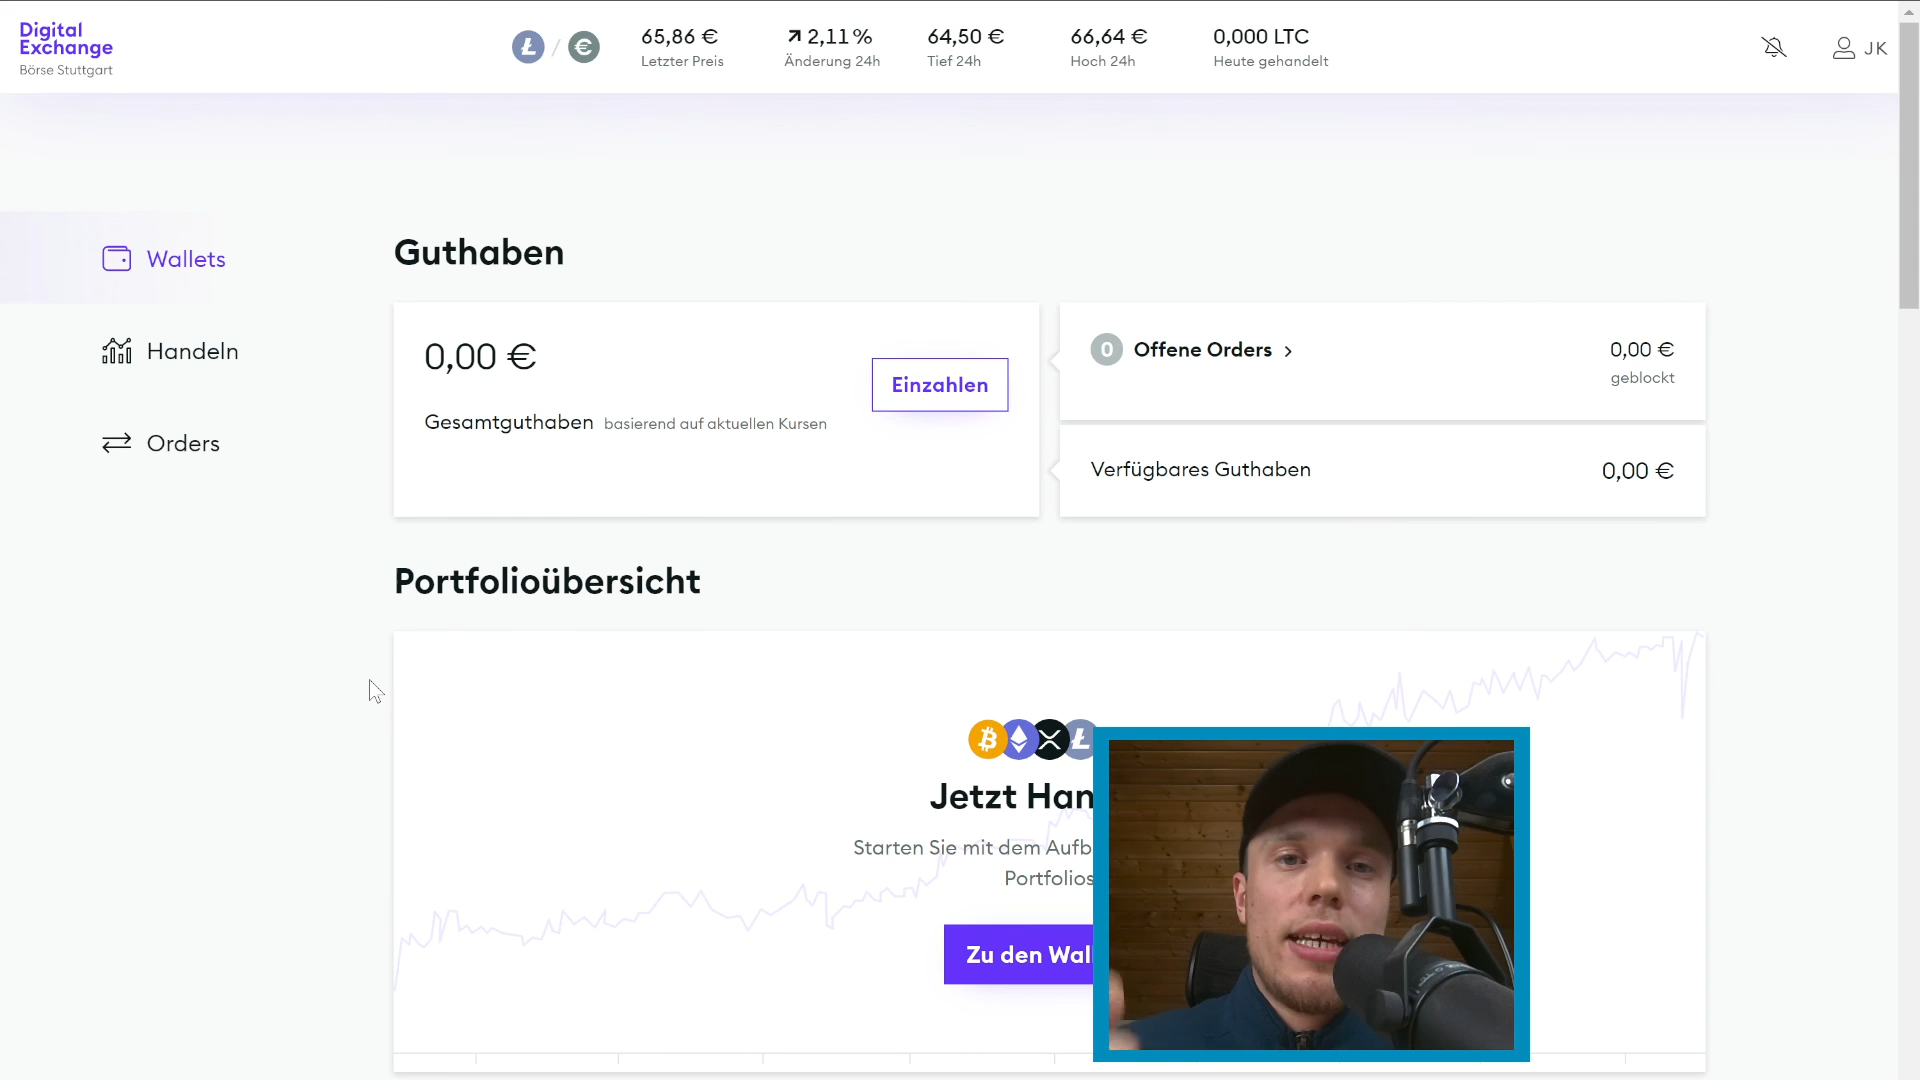 Digital
Exchange
Börse Stuttgart
65,86 €
Letzter Preis
2,11 %
Änderung 24h
64,50 €
Tief 24h
66,64 €
Hoch 24h
0,000 LTC
Heute gehandelt
JK
Wallets
Handeln
Orders
Guthaben
0,00 €
Einzahlen
Gesamtguthaben basierend auf aktuellen Kursen
0 Offene Orders
0,00 €
geblockt
Verfügbares Guthaben
0,00 €
Portfolioübersicht
Jetzt Han
Starten Sie mit dem Aufb
Portfolios
Zu den Wal